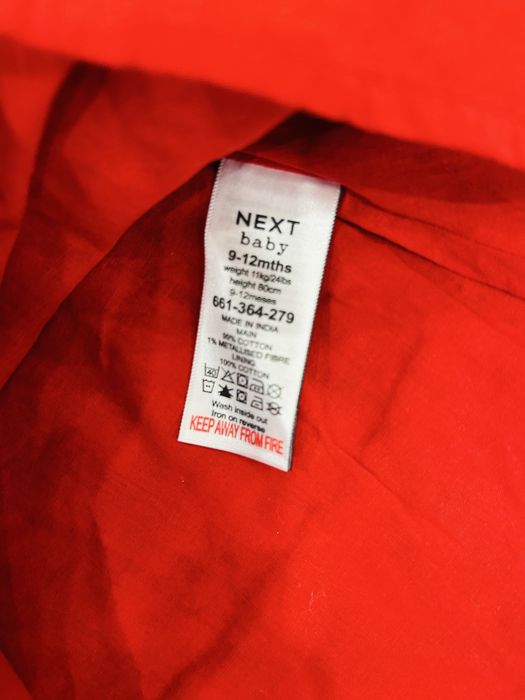 NEXT
baby
9-12mths
weight 11kg/24lbs
height 80cm
9-12meses
661-364-279
MADE IN INDIA
MAIN
99% COTTON
1% METALLISED FIBRE
LINING
100% COTTON
40
Wash inside out
Iron on reverse
KEEP AWAY FROM FIRE